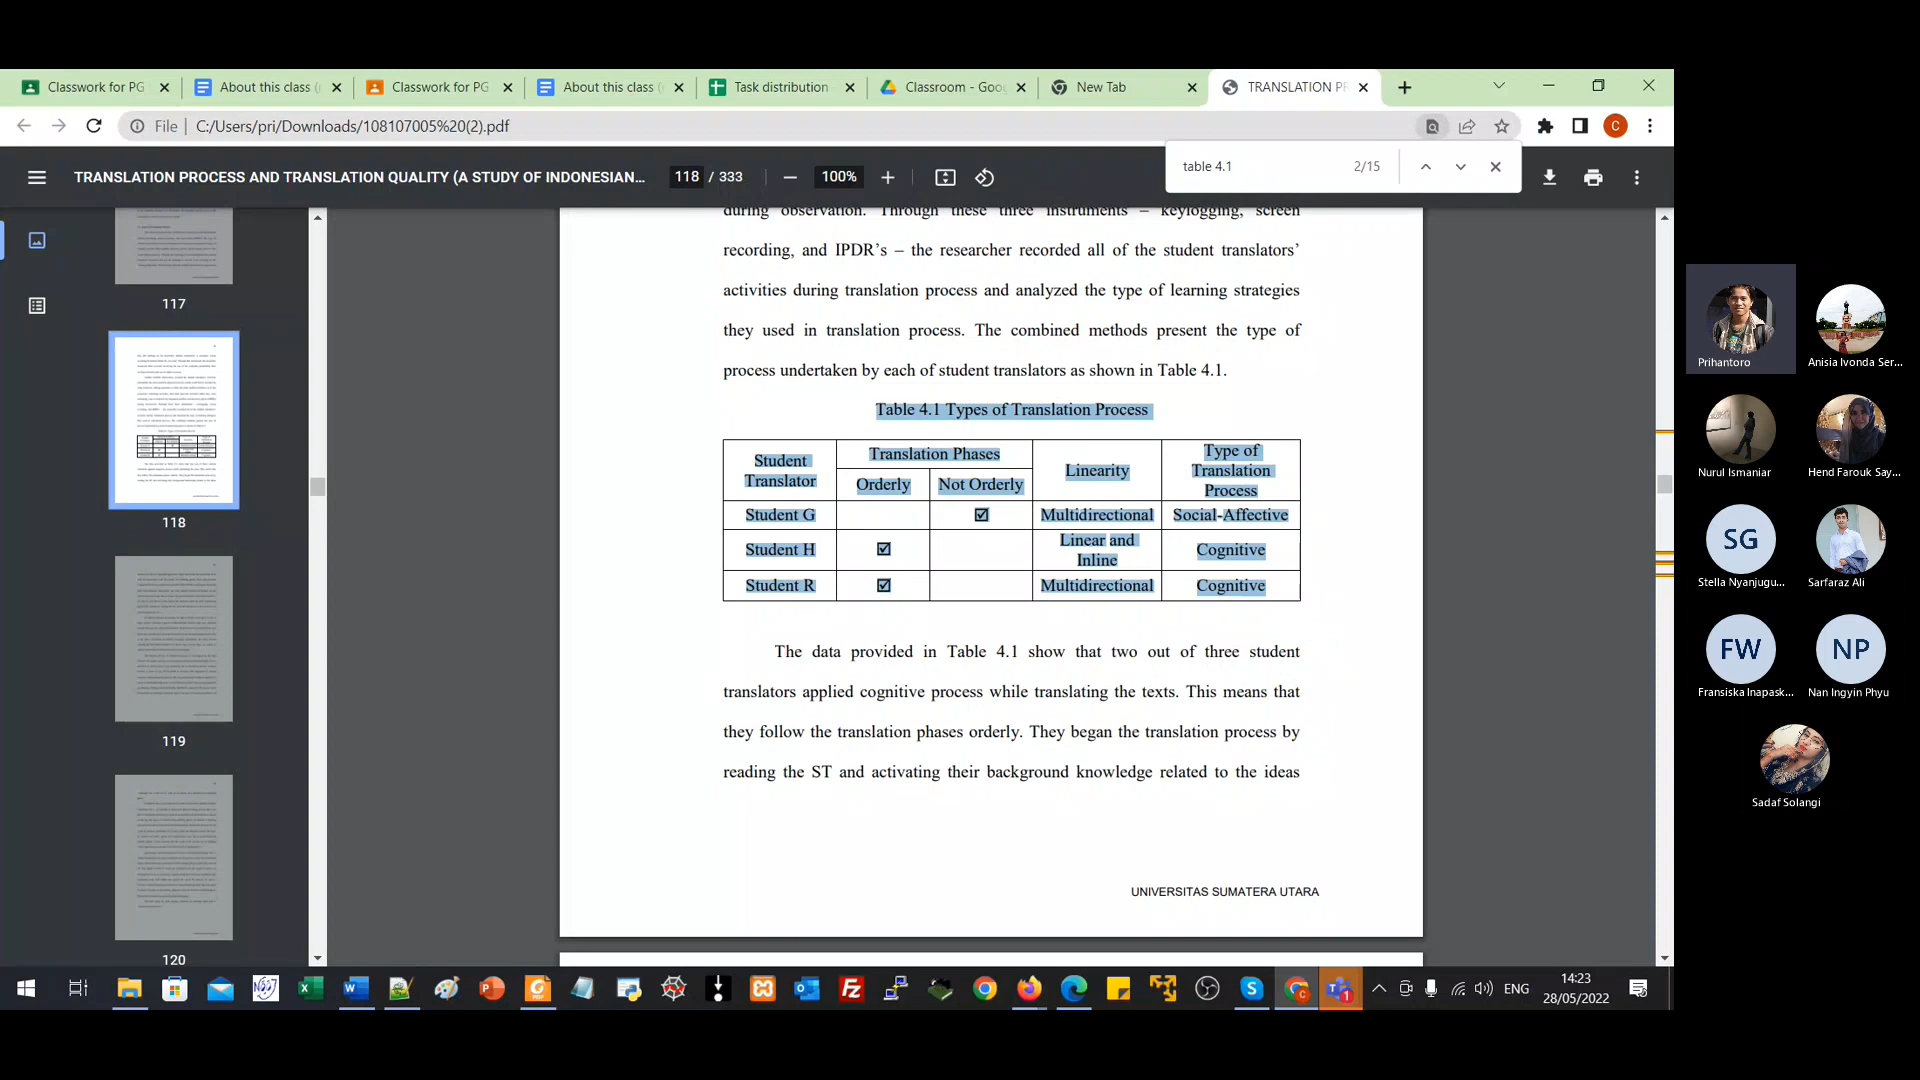 Classwork for PG
About this class (
Classwork for PG
About this class (
Task distribution
Classroom - Goo
New Tab
TRANSLATION PR
File
C:/Users/pri/Downloads/108107005%20(2).pdf
C
TRANSLATION PROCESS AND TRANSLATION QUALITY (A STUDY OF INDONESIAN...
118 / 333
100%
table 4.1
2/15
117
118
119
120
during observation. Through these three instruments – keylogging, screen
recording, and IPDR's – the researcher recorded all of the student translators'
activities during translation process and analyzed the type of learning strategies
they used in translation process. The combined methods present the type of
process undertaken by each of student translators as shown in Table 4.1.
Table 4.1 Types of Translation Process
Student Translator
Translation Phases
Orderly
Not Orderly
Linearity
Type of Translation Process
Student G ☑ Multidirectional Social-Affective
Student H ☑ Linear and Inline Cognitive
Student R ☑ Multidirectional Cognitive
The data provided in Table 4.1 show that two out of three student
translators applied cognitive process while translating the texts. This means that
they follow the translation phases orderly. They began the translation process by
reading the ST and activating their background knowledge related to the ideas
UNIVERSITAS SUMATERA UTARA
Prihantoro
Anisia Ivonda Ser...
Nurul Ismaniar
Hend Farouk Say...
SG
Stella Nyanjugu...
Sarfaraz Ali
FW
Fransiska Inapask...
NP
Nan Ingyin Phyu
Sadaf Solangi
ENG
14:23
28/05/2022